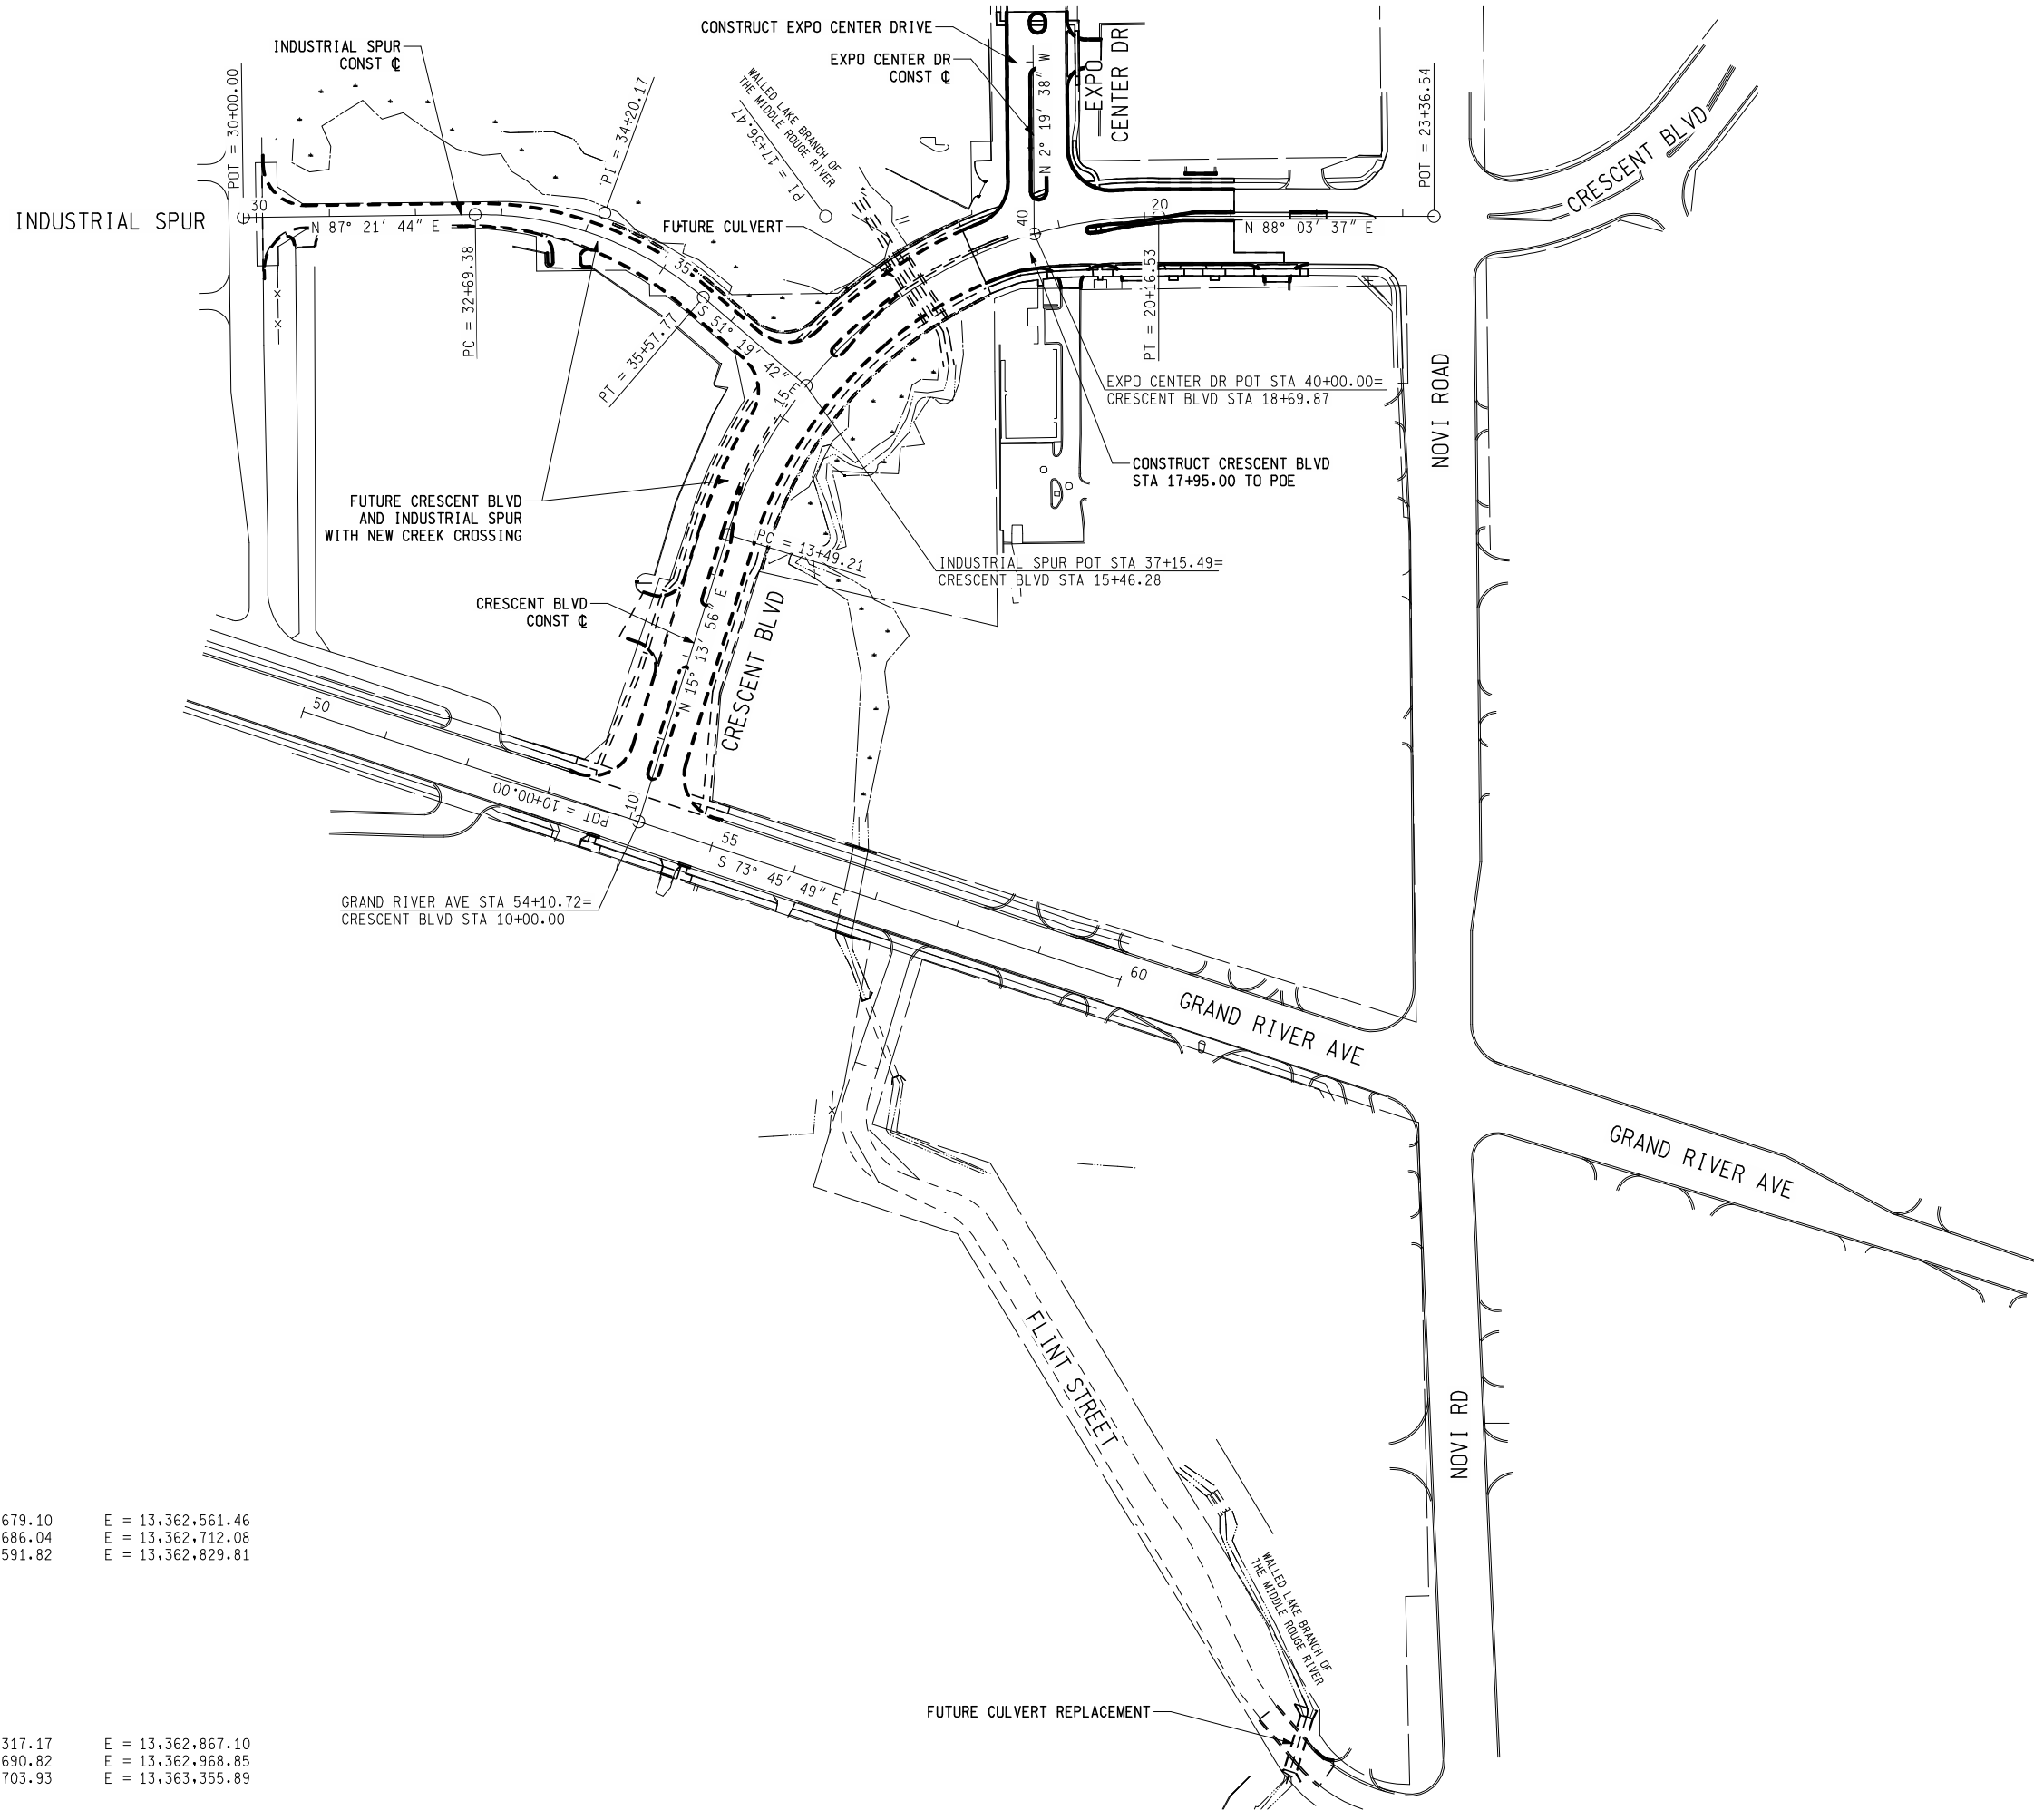 CONSTRUCT EXPO CENTER DRIVE
INDUSTRIAL SPUR
CONST ℄
EXPO CENTER DR
CONST ℄
EXPO
CENTER DR
N 2° 19' 38" W
WALLED LAKE BRANCH OF
THE MIDDLE ROUGE RIVER
PI = 17+36.47
POT = 30+00.00
PI = 34+20.17
POT = 23+36.54
CRESCENT BLVD
INDUSTRIAL SPUR
30
N 87° 21' 44" E
FUTURE CULVERT
40
20
N 88° 03' 37" E
35
PC = 32+69.38
PT = 35+57.77
S 51° 19' 42" E
15
PT = 20+16.53
EXPO CENTER DR POT STA 40+00.00=
CRESCENT BLVD STA 18+69.87
NOVI ROAD
CONSTRUCT CRESCENT BLVD
STA 17+95.00 TO POE
FUTURE CRESCENT BLVD
AND INDUSTRIAL SPUR
WITH NEW CREEK CROSSING
PC = 13+49.21
INDUSTRIAL SPUR POT STA 37+15.49=
CRESCENT BLVD STA 15+46.28
CRESCENT BLVD
CONST ℄
N 15° 13' 56" E
CRESCENT BLVD
50
POT = 10+00.00
10
55
S 73° 45' 49" E
GRAND RIVER AVE STA 54+10.72=
CRESCENT BLVD STA 10+00.00
60
GRAND RIVER AVE
GRAND RIVER AVE
FLINT STREET
NOVI RD
679.10 E = 13,362,561.46
686.04 E = 13,362,712.08
591.82 E = 13,362,829.81
WALLED LAKE BRANCH OF
THE MIDDLE ROUGE RIVER
FUTURE CULVERT REPLACEMENT
317.17 E = 13,362,867.10
690.82 E = 13,362,968.85
703.93 E = 13,363,355.89